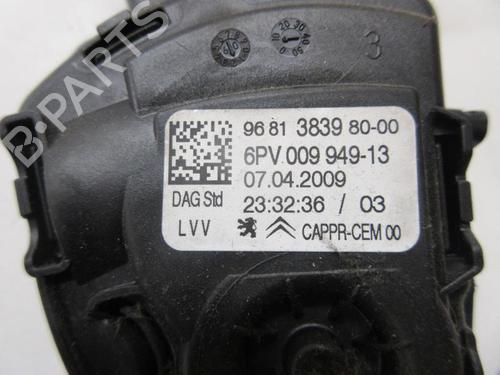 3
96 81 3839 80-00
6PV.009 949-13
07.04.2009
DAG Std 23:32:36 / 03
LVV CAPPR-CEM 00